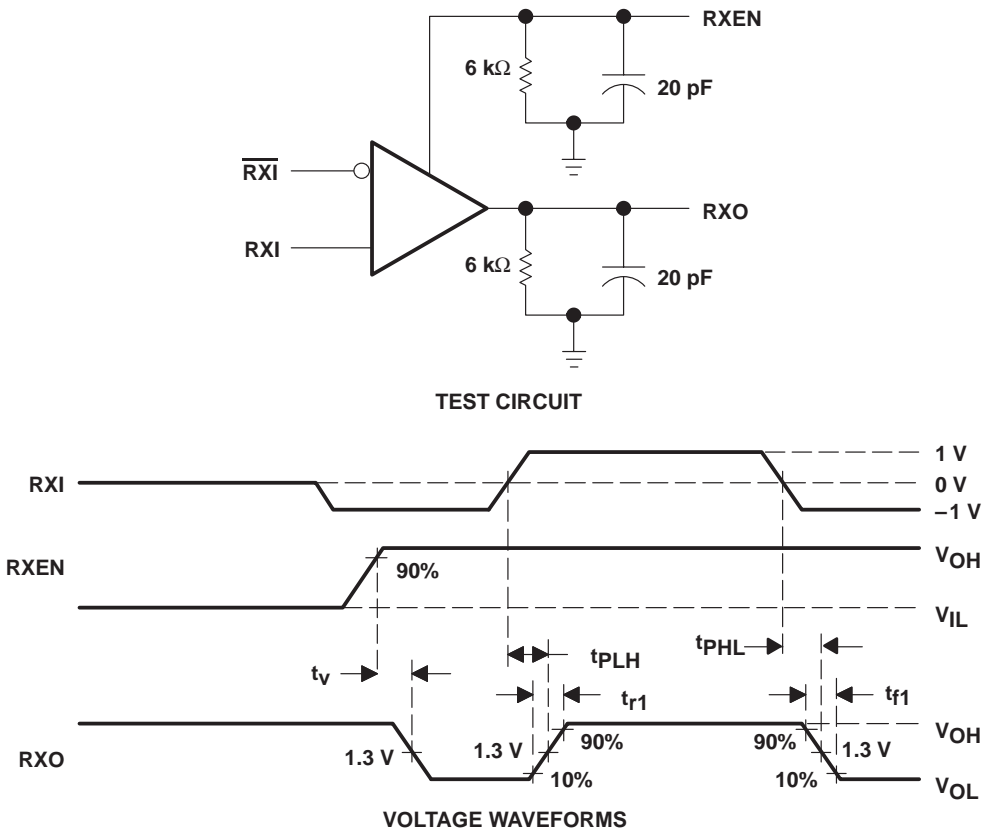 RXEN
6 kΩ
20 pF
RXI
RXO
RXI
6 kΩ
20 pF
TEST CIRCUIT
1 V
RXI
0 V
–1 V
VOH
RXEN
90%
VIL
tPLH
tPHL
tv
tr1
tf1
VOH
90%
90%
RXO
1.3 V
1.3 V
1.3 V
10%
10%
VOL
VOLTAGE WAVEFORMS